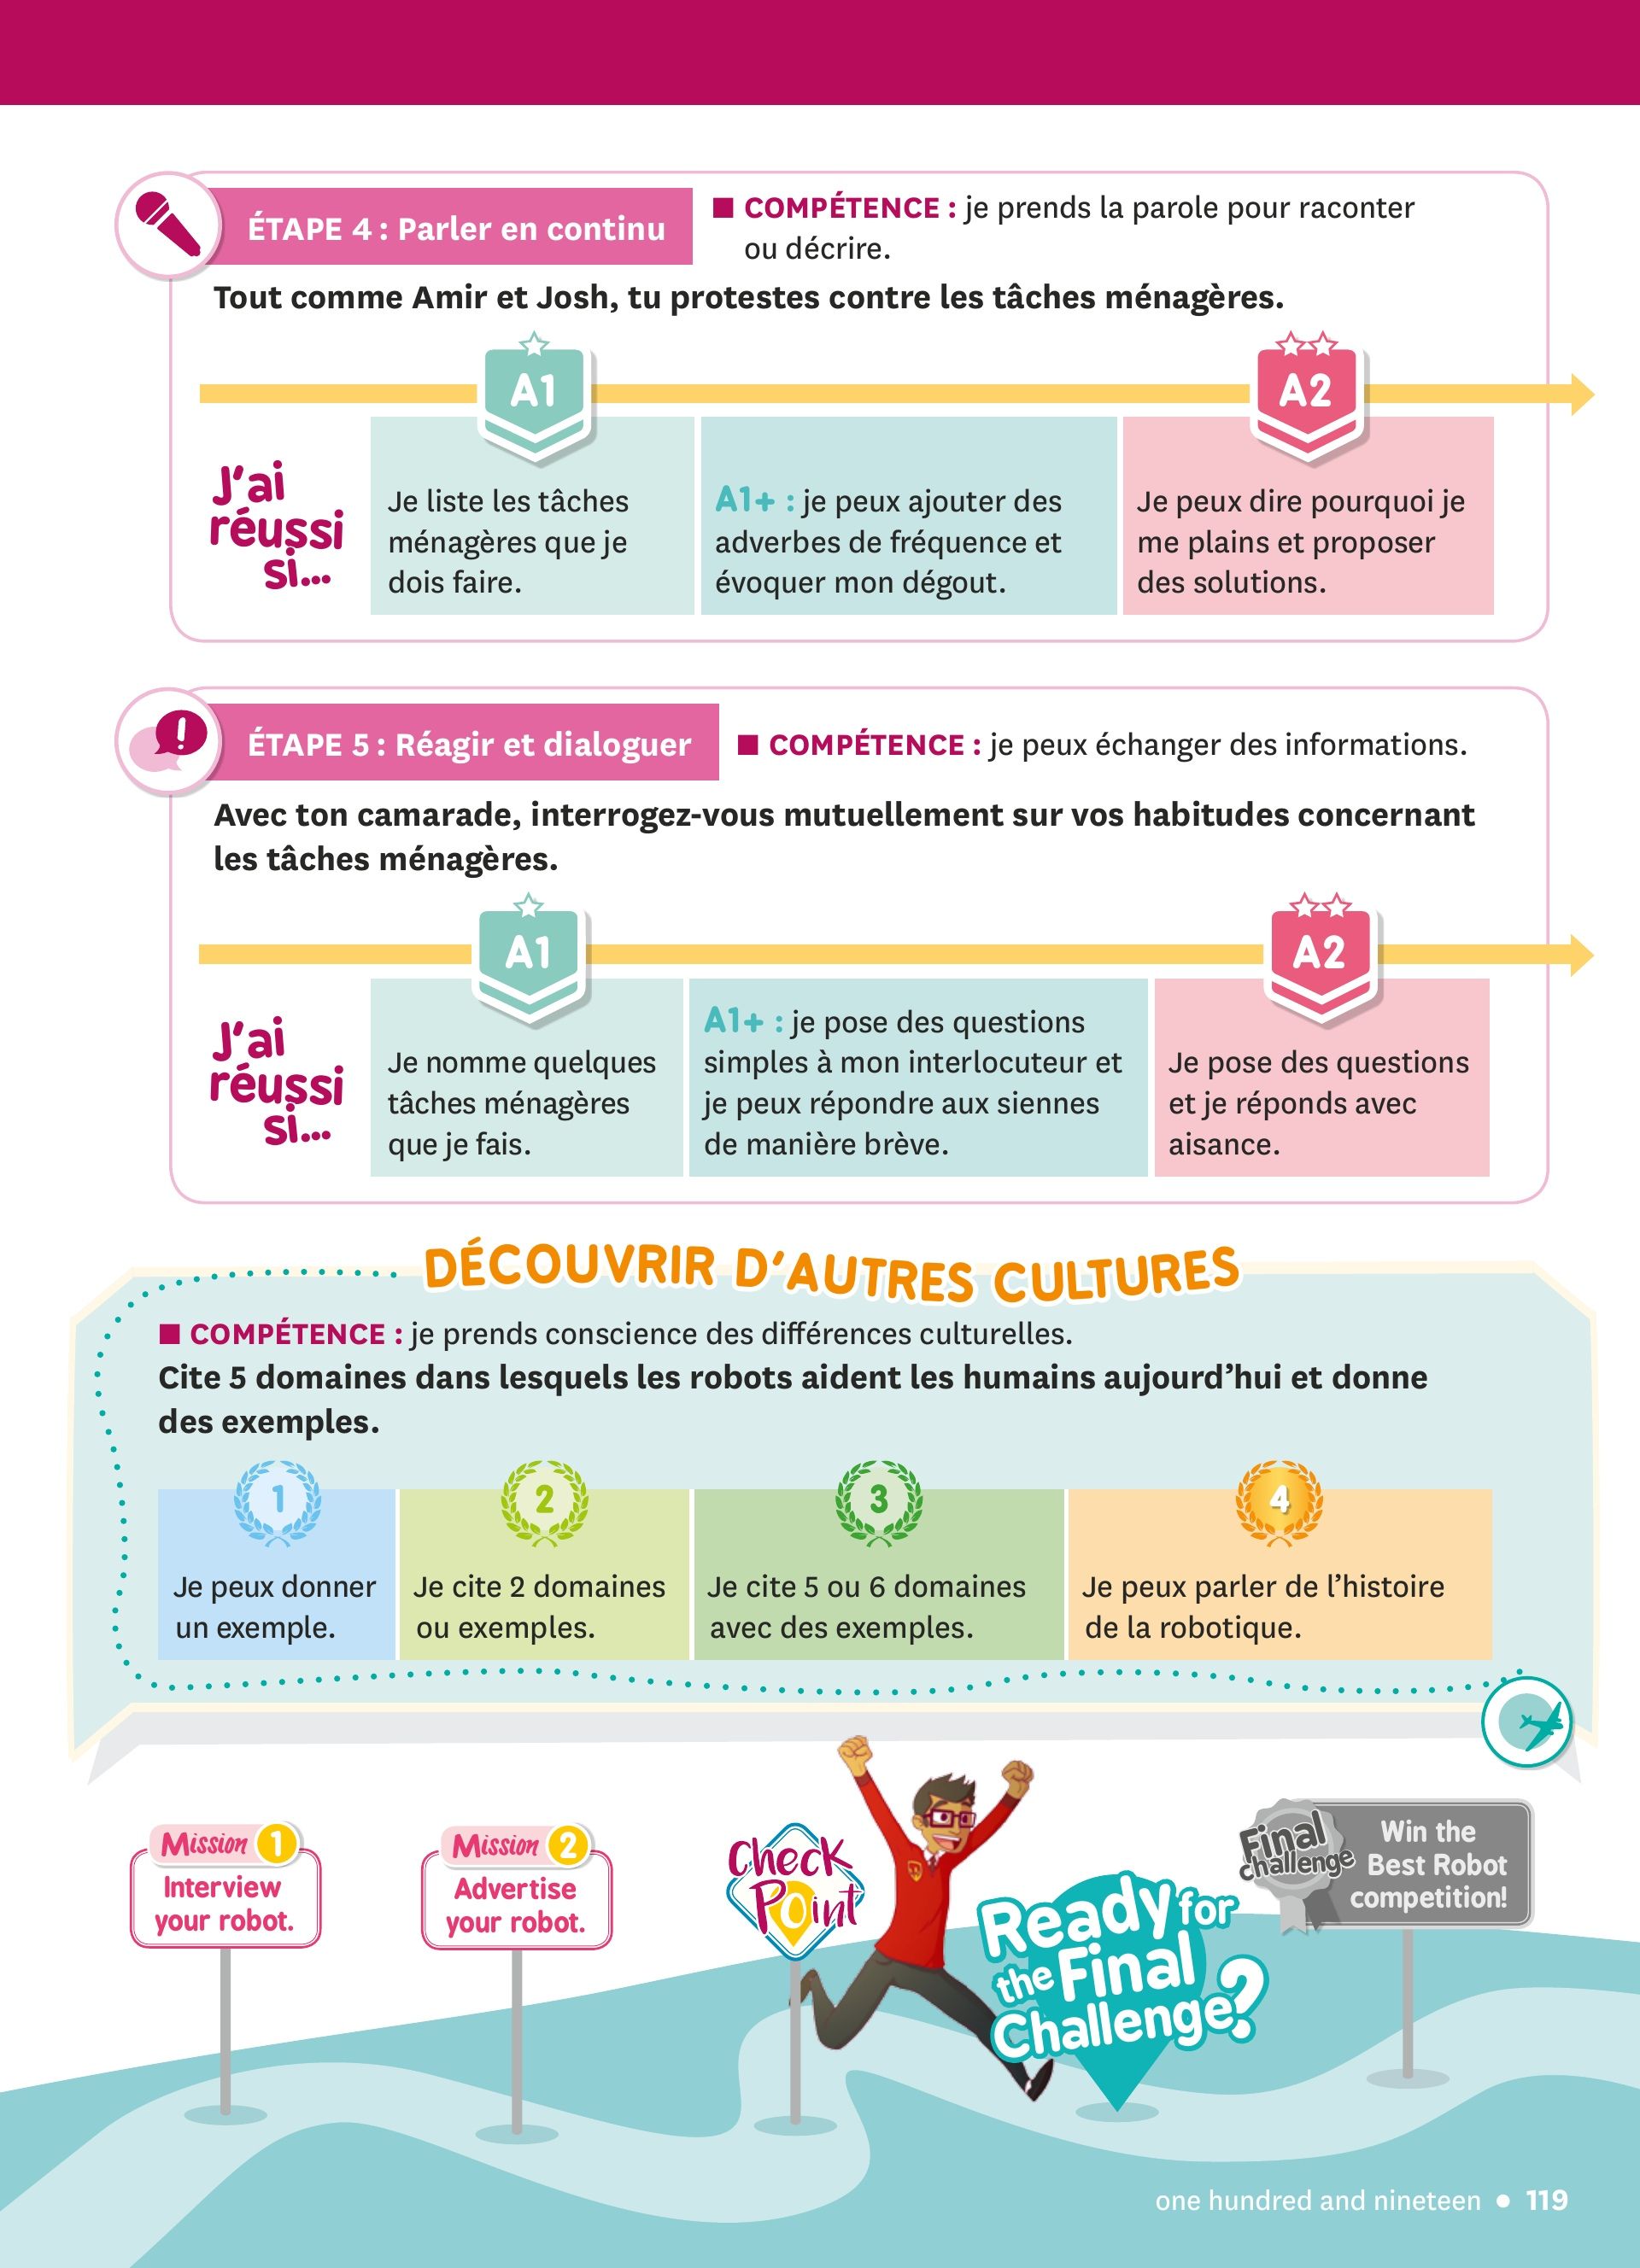 ÉTAPE 4 : Parler en continu
■ COMPÉTENCE : je prends la parole pour raconter
ou décrire.
Tout comme Amir et Josh, tu protestes contre les tâches ménagères.
A1
A2
J'ai
réussi
si...
Je liste les tâches
ménagères que je
dois faire.
A1+ : je peux ajouter des
adverbes de fréquence et
évoquer mon dégout.
Je peux dire pourquoi je
me plains et proposer
des solutions.
ÉTAPE 5 : Réagir et dialoguer
■ COMPÉTENCE : je peux échanger des informations.
Avec ton camarade, interrogez-vous mutuellement sur vos habitudes concernant
les tâches ménagères.
A1
A2
J'ai
réussi
si...
Je nomme quelques
tâches ménagères
que je fais.
A1+ : je pose des questions
simples à mon interlocuteur et
je peux répondre aux siennes
de manière brève.
Je pose des questions
et je réponds avec
aisance.
DÉCOUVRIR D'AUTRES CULTURES
■ COMPÉTENCE : je prends conscience des différences culturelles.
Cite 5 domaines dans lesquels les robots aident les humains aujourd'hui et donne
des exemples.
1
Je peux donner
un exemple.
2
Je cite 2 domaines
ou exemples.
3
Je cite 5 ou 6 domaines
avec des exemples.
4
Je peux parler de l'histoire
de la robotique.
Mission 1
Interview
your robot.
Mission 2
Advertise
your robot.
Check
Point
Ready for
the Final
Challenge?
Final
challenge
Win the
Best Robot
competition!
one hundred and nineteen • 119